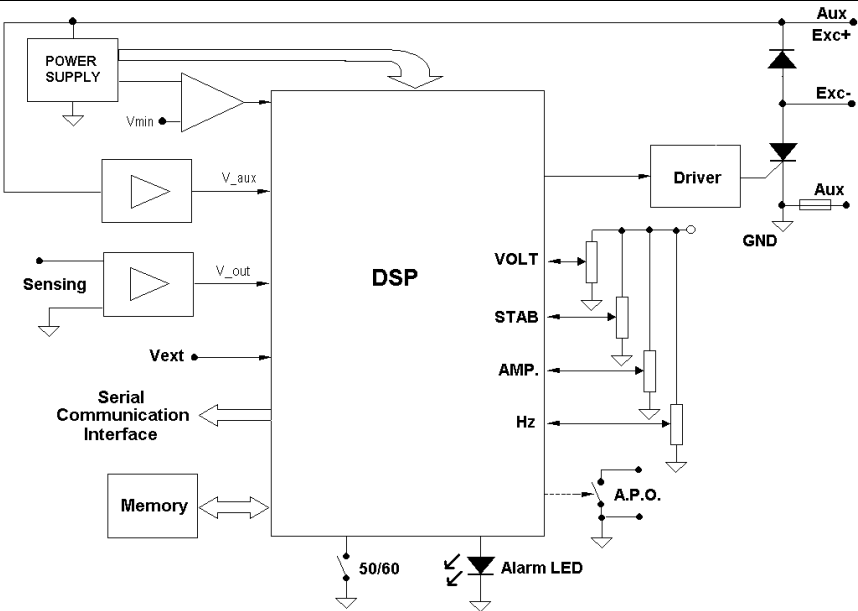 Aux
Exc+
POWER
SUPPLY
Exc-
Vmin
V_aux
Driver
Aux
GND
V_out
VOLT
Sensing
DSP
STAB
Vext
AMP.
Serial
Communication
Interface
Hz
Memory
A.P.O.
50/60
Alarm LED